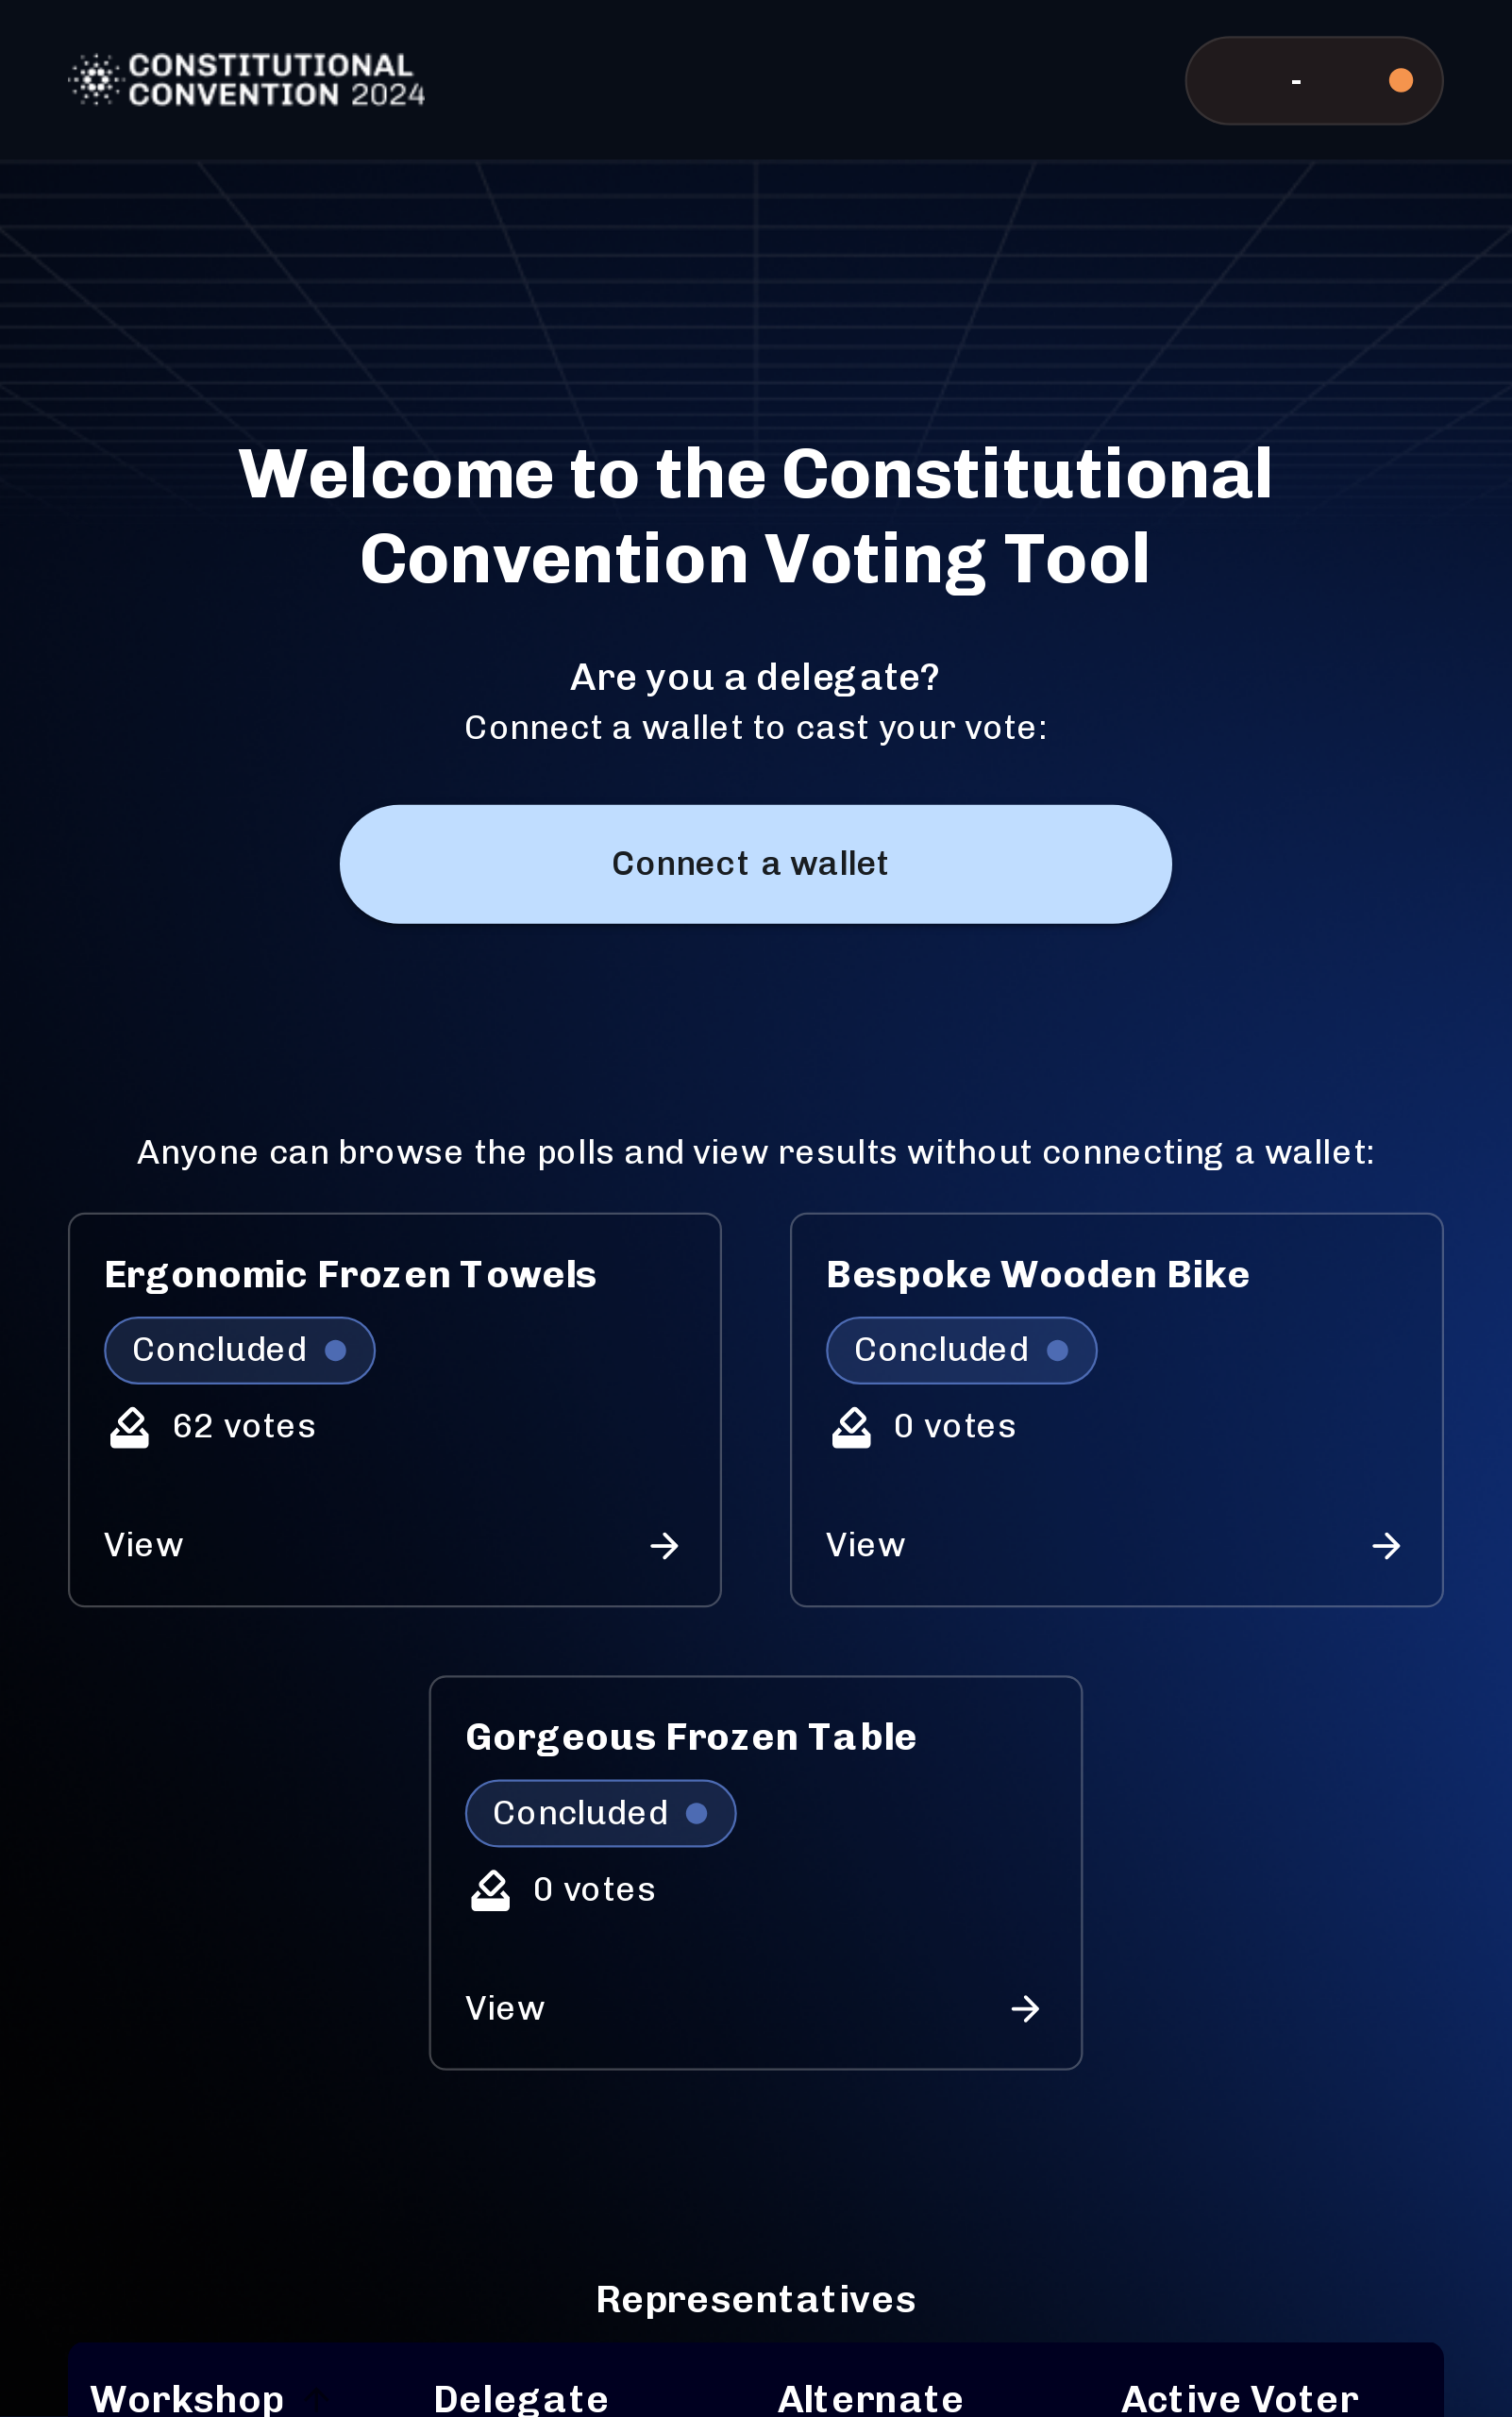 CONSTITUTIONAL
CONVENTION 2024
-
Welcome to the Constitutional
Convention Voting Tool
Are you a delegate?
Connect a wallet to cast your vote:
Connect a wallet
Anyone can browse the polls and view results without connecting a wallet:
Ergonomic Frozen Towels
Concluded
62 votes
View
Bespoke Wooden Bike
Concluded
0 votes
View
Gorgeous Frozen Table
Concluded
0 votes
View
Representatives
Workshop Delegate Alternate Active Voter